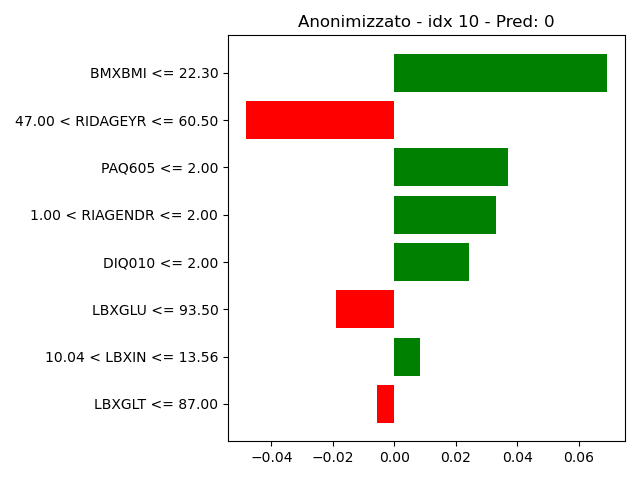 Anonimizzato - idx 10 - Pred: 0
BMXBMI <= 22.30
47.00 < RIDAGEYR <= 60.50
PAQ605 <= 2.00
1.00 < RIAGENDR <= 2.00
DIQ010 <= 2.00
LBXGLU <= 93.50
10.04 < LBXIN <= 13.56
LBXGLT <= 87.00
−0.04 −0.02 0.00 0.02 0.04 0.06